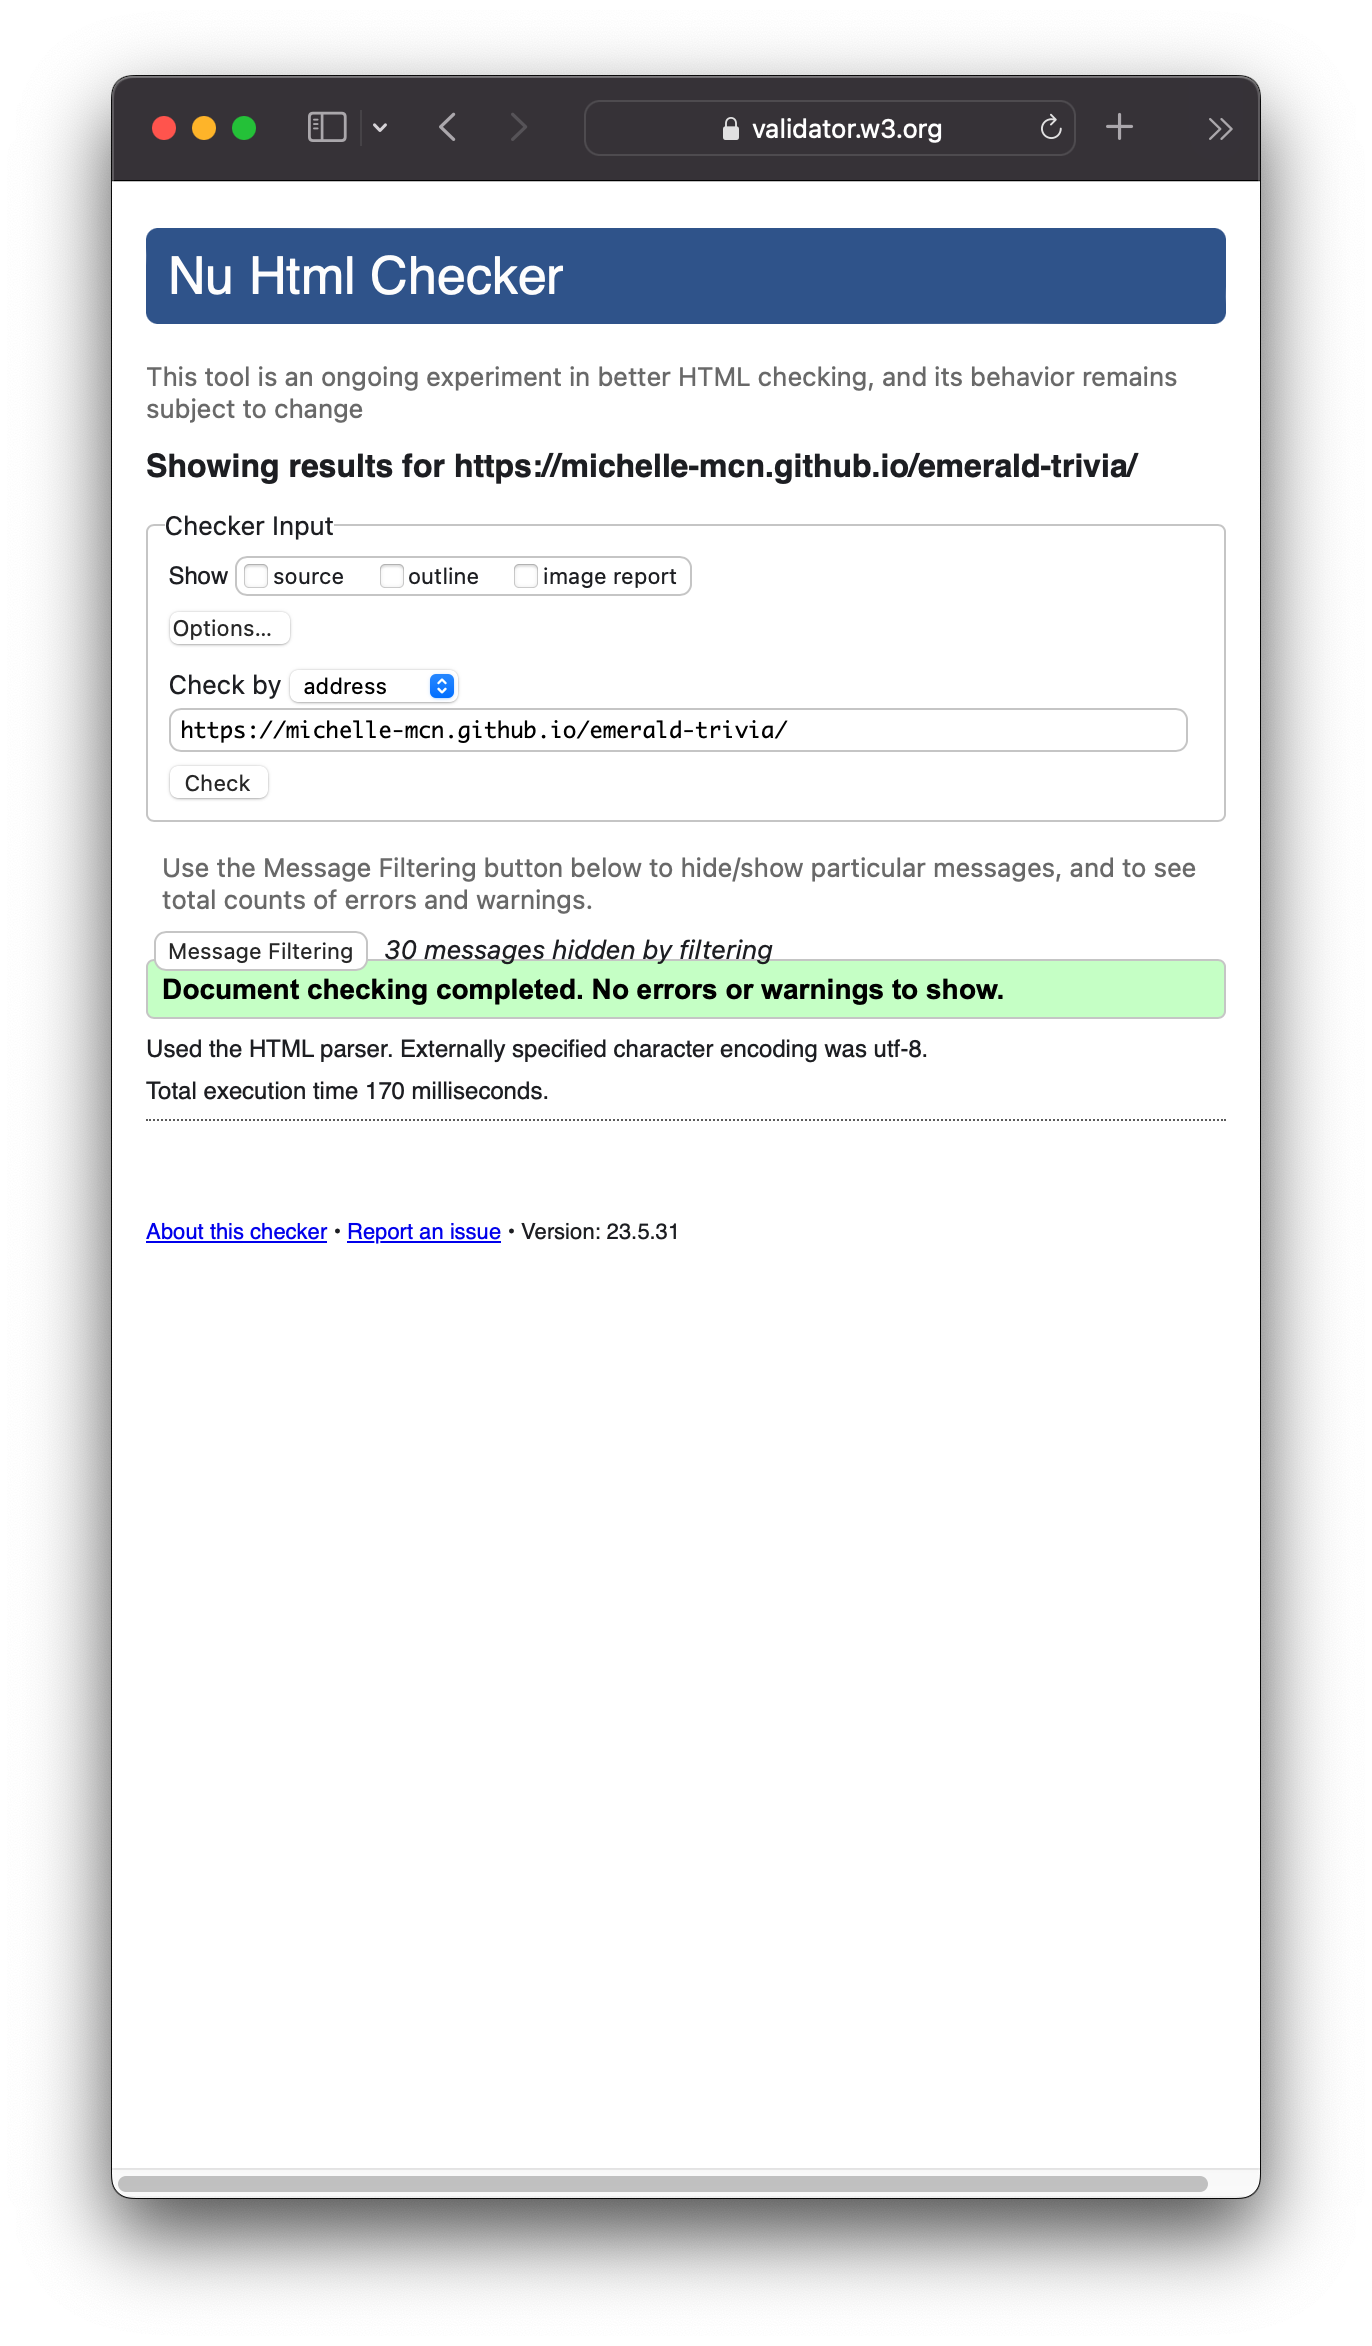 validator.w3.org
Nu Html Checker
This tool is an ongoing experiment in better HTML checking, and its behavior remains
subject to change
Showing results for https://michelle-mcn.github.io/emerald-trivia/
Checker Input
Show source outline image report
Options...
Check by address
https://michelle-mcn.github.io/emerald-trivia/
Check
Use the Message Filtering button below to hide/show particular messages, and to see
total counts of errors and warnings.
Message Filtering 30 messages hidden by filtering
Document checking completed. No errors or warnings to show.
Used the HTML parser. Externally specified character encoding was utf-8.
Total execution time 170 milliseconds.
About this checker • Report an issue • Version: 23.5.31